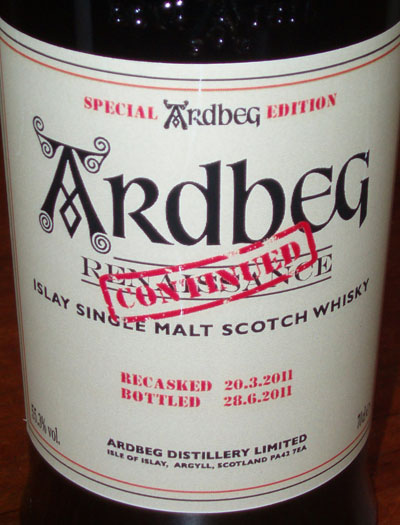 SPECIAL ARDBEG EDITION
ARDBEG
RENAISSANCE
CONTINUED
ISLAY SINGLE MALT SCOTCH WHISKY
RECASKED 20.3.2011
BOTTLED 28.6.2011
vol.
ARDBEG DISTILLERY LIMITED
ISLE OF ISLAY, ARGYLL, SCOTLAND PA42 7EA